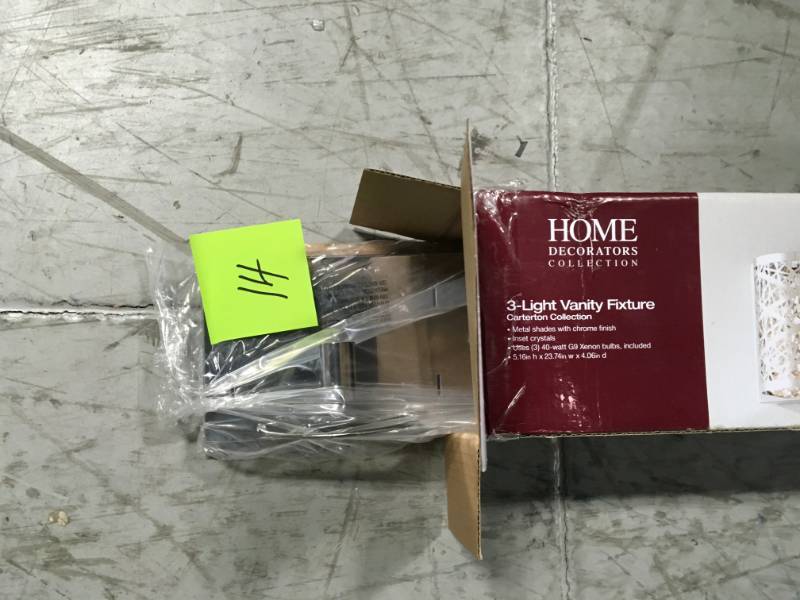 14
HOME
DECORATORS
COLLECTION
3-Light Vanity Fixture
Carterton Collection
• Metal shades with chrome finish
• Inset crystals
• Uses (3) 40-watt G9 Xenon bulbs, included
• 5.16in h x 23.74in w x 4.06in d